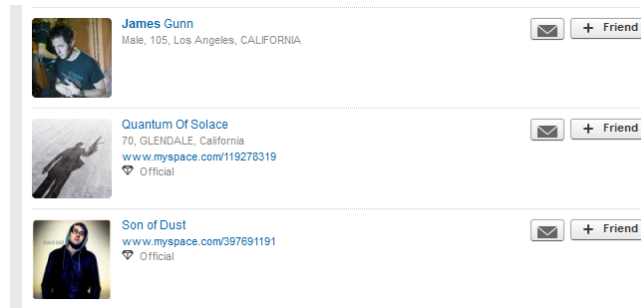 James Gunn
Male, 105, Los Angeles, CALIFORNIA
+ Friend
Quantum Of Solace
70, GLENDALE, California
www.myspace.com/119278319
Official
+ Friend
Son of Dust
www.myspace.com/397691191
Official
+ Friend